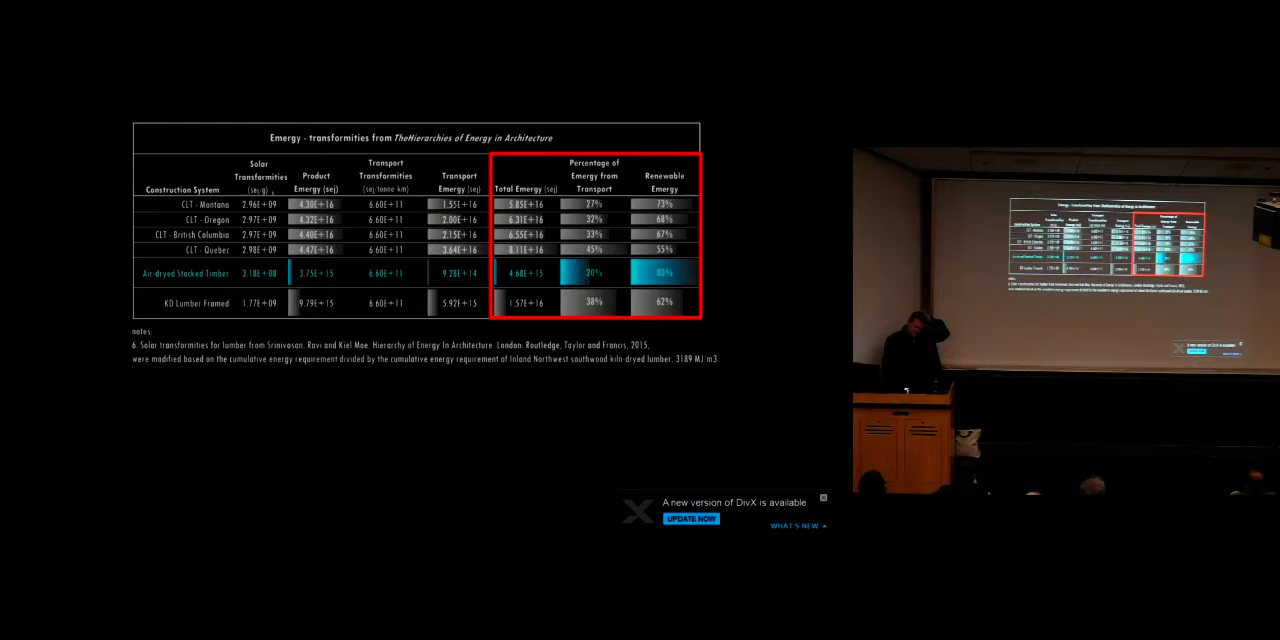 Emergy - transformities from TheHierarchies of Energy in Architecture
Construction System Solar Transformities (sej/g) 6 Product Emergy (sej) Transport Transformities (sej/tonne km) Transport Emergy (sej) Total Emergy (sej) Percentage of Emergy from Transport Renewable Emergy
CLT - Montana 2.96E+09 4.30E+16 6.60E+11 1.55E+16 5.85E+16 27% 73%
CLT - Oregon 2.97E+09 4.32E+16 6.60E+11 2.00E+16 6.31E+16 32% 68%
CLT - British Columbia 2.97E+09 4.40E+16 6.60E+11 2.15E+16 6.55E+16 33% 67%
CLT - Quebec 2.98E+09 4.47E+16 6.60E+11 3.64E+16 8.11E+16 45% 55%
Air-dryed Stacked Timber 3.18E+08 3.75E+15 6.60E+11 9.28E+14 4.68E+15 20% 80%
KD Lumber Framed 1.77E+09 9.79E+15 6.60E+11 5.92E+15 1.57E+16 38% 62%
notes:
6. Solar transformities for lumber from Srinivasan, Ravi and Kiel Moe. Hierarchy of Energy In Architecture. London: Routledge, Taylor and Francis, 2015,
were modified based on the cumulative energy requirement divided by the cumulative energy requrement of Inland Northwest southwood kiln-dryed lumber, 3189 MJ/m3.
A new version of DivX is available
UPDATE NOW
WHAT'S NEW